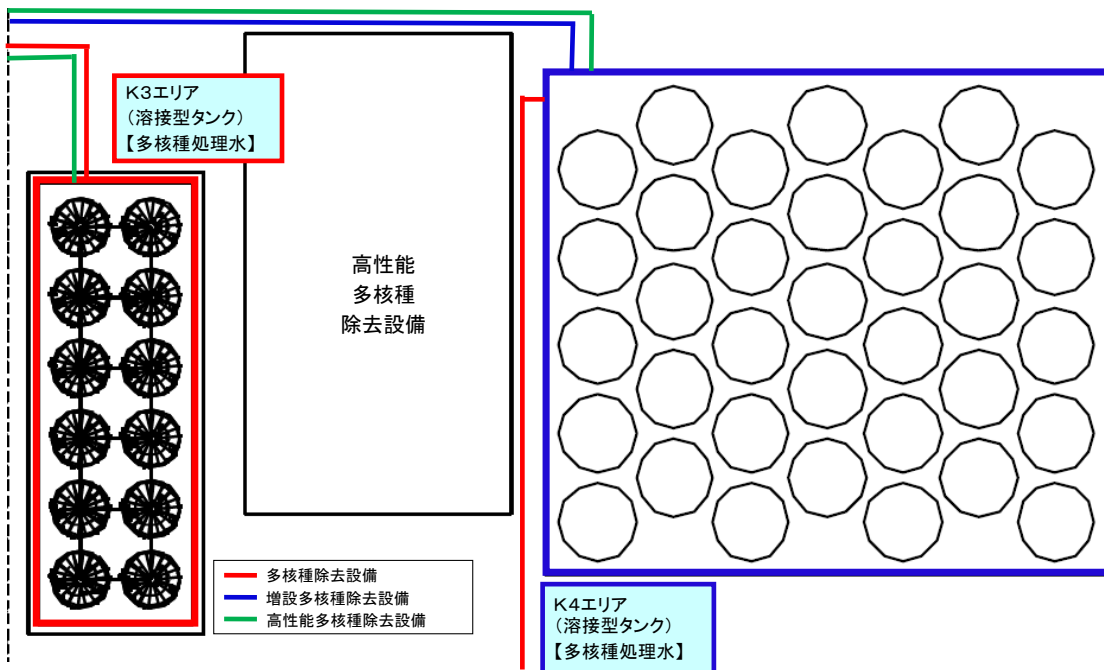 K3エリア
(溶接型タンク)
【多核種処理水】
高性能
多核種
除去設備
多核種除去設備
増設多核種除去設備
高性能多核種除去設備
K4エリア
(溶接型タンク)
【多核種処理水】